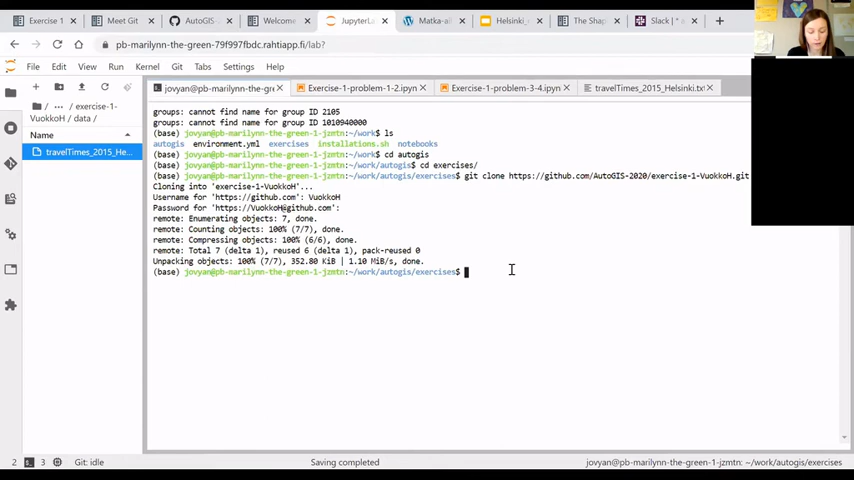 Exercise 1
Meet Git
AutoGIS-
Welcome
JupyterLa
Matka-al
Helsinki_
The Shap
Slack | *
pb-marilynn-the-green-79f997fbdc.rahtiapp.fi/lab?
File Edit View Run Kernel Git Tabs Settings Help
jovyan@pb-marilynn-the-gre
Exercise-1-problem-1-2.ipyn
Exercise-1-problem-3-4.ipyn
travelTimes_2015_Helsinki.tx
/ ... / exercise-1-
VuokkoH / data /
Name
travelTimes_2015_He...
groups: cannot find name for group ID 2105
groups: cannot find name for group ID 1010940000
(base) jovyan@pb-marilynn-the-green-1-jzmtn:~/work$ ls
autogis environment.yml exercises installations.sh notebooks
(base) jovyan@pb-marilynn-the-green-1-jzmtn:~/work$ cd autogis
(base) jovyan@pb-marilynn-the-green-1-jzmtn:~/work/autogis$ cd exercises/
(base) jovyan@pb-marilynn-the-green-1-jzmtn:~/work/autogis/exercises$ git clone https://github.com/AutoGIS-2020/exercise-1-VuokkoH.git
Cloning into 'exercise-1-VuokkoH'...
Username for 'https://github.com': VuokkoH
Password for 'https://VuokkoH@github.com':
remote: Enumerating objects: 7, done.
remote: Counting objects: 100% (7/7), done.
remote: Compressing objects: 100% (6/6), done.
remote: Total 7 (delta 1), reused 6 (delta 1), pack-reused 0
Unpacking objects: 100% (7/7), 352.80 KiB | 1.10 MiB/s, done.
(base) jovyan@pb-marilynn-the-green-1-jzmtn:~/work/autogis/exercises$
2 3 Git: idle
Saving completed
jovyan@pb-marilynn-the-green-1-jzmtn: ~/work/autogis/exercises